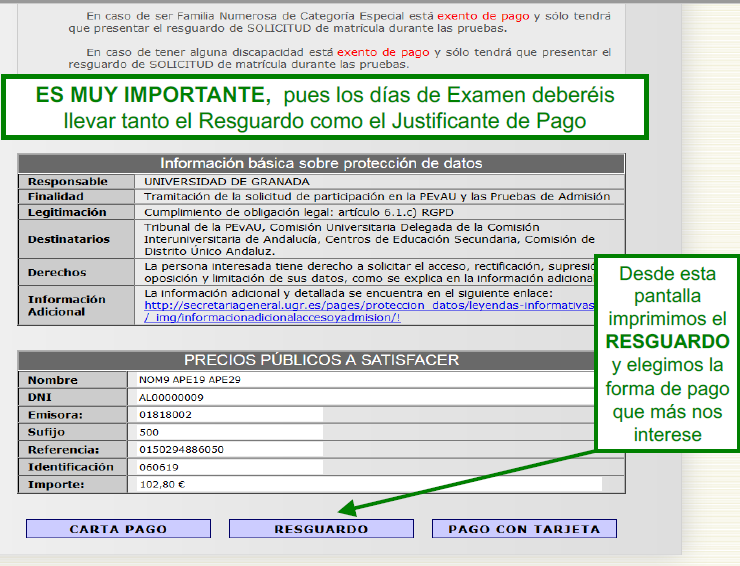 En caso de ser Familia Numerosa de Categoría Especial está exento de pago y sólo tendrá
que presentar el resguardo de SOLICITUD de matrícula durante las pruebas.
En caso de tener alguna discapacidad está exento de pago y sólo tendrá que presentar el
resguardo de SOLICITUD de matrícula durante las pruebas.
ES MUY IMPORTANTE, pues los días de Examen deberéis
llevar tanto el Resguardo como el Justificante de Pago
Información básica sobre protección de datos
Responsable UNIVERSIDAD DE GRANADA
Finalidad Tramitación de la solicitud de participación en la PEvAU y las Pruebas de Admisión
Legitimación Cumplimiento de obligación legal: artículo 6.1.c) RGPD
Destinatarios Tribunal de la PEvAU, Comisión Universitaria Delegada de la Comisión
Interuniversitaria de Andalucía, Centros de Educación Secundaria, Comisión de
Distrito Único Andaluz.
Derechos La persona interesada tiene derecho a solicitar el acceso, rectificación, supresió
oposición y limitación de sus datos, como se explica en la información adiciona
Información Adicional La información adicional y detallada se encuentra en el siguiente enlace:
http://secretariageneral.ugr.es/pages/proteccion_datos/leyendas-informativas
/_img/informacionadicionalaccesoyadmision/!
Desde esta
pantalla
imprimimos el
RESGUARDO
y elegimos la
forma de pago
que más nos
interese
PRECIOS PÚBLICOS A SATISFACER
Nombre NOM9 APE19 APE29
DNI AL00000009
Emisora: 01818002
Sufijo 500
Referencia: 0150294886050
Identificación 060619
Importe: 102,80 €
CARTA PAGO RESGUARDO PAGO CON TARJETA